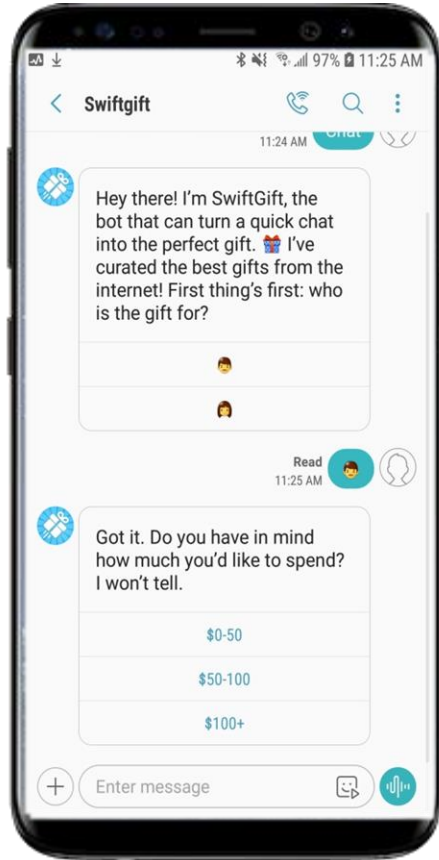 97% 11:25 AM
Swiftgift
Chat
11:24 AM
Hey there! I'm SwiftGift, the
bot that can turn a quick chat
into the perfect gift. 🎁 I've
curated the best gifts from the
internet! First thing's first: who
is the gift for?
Read
11:25 AM
Got it. Do you have in mind
how much you'd like to spend?
I won't tell.
$0-50
$50-100
$100+
Enter message